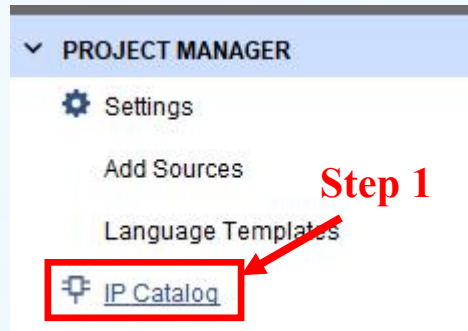 PROJECT MANAGER
Settings
Add Sources
Step 1
Language Templates
IP Catalog